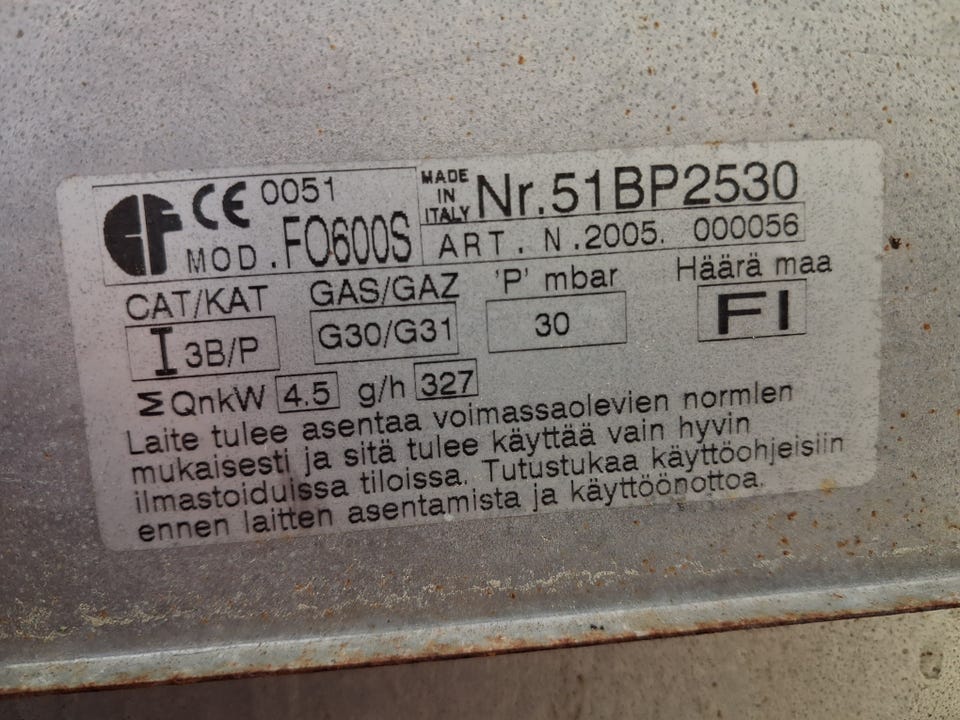 CE 0051
MOD. FO600S
MADE IN ITALY Nr.51BP2530
ART. N.2005. 000056
CAT/KAT GAS/GAZ 'P' mbar Häärä maa
I 3B/P G30/G31 30 FI
Σ QnkW 4.5 g/h 327
Laite tulee asentaa voimassaolevien normlen
mukaisesti ja sitä tulee käyttää vain hyvin
ilmastoiduissa tiloissa. Tutustukaa käyttöohjeisiin
ennen laitten asentamista ja käyttöönottoa.